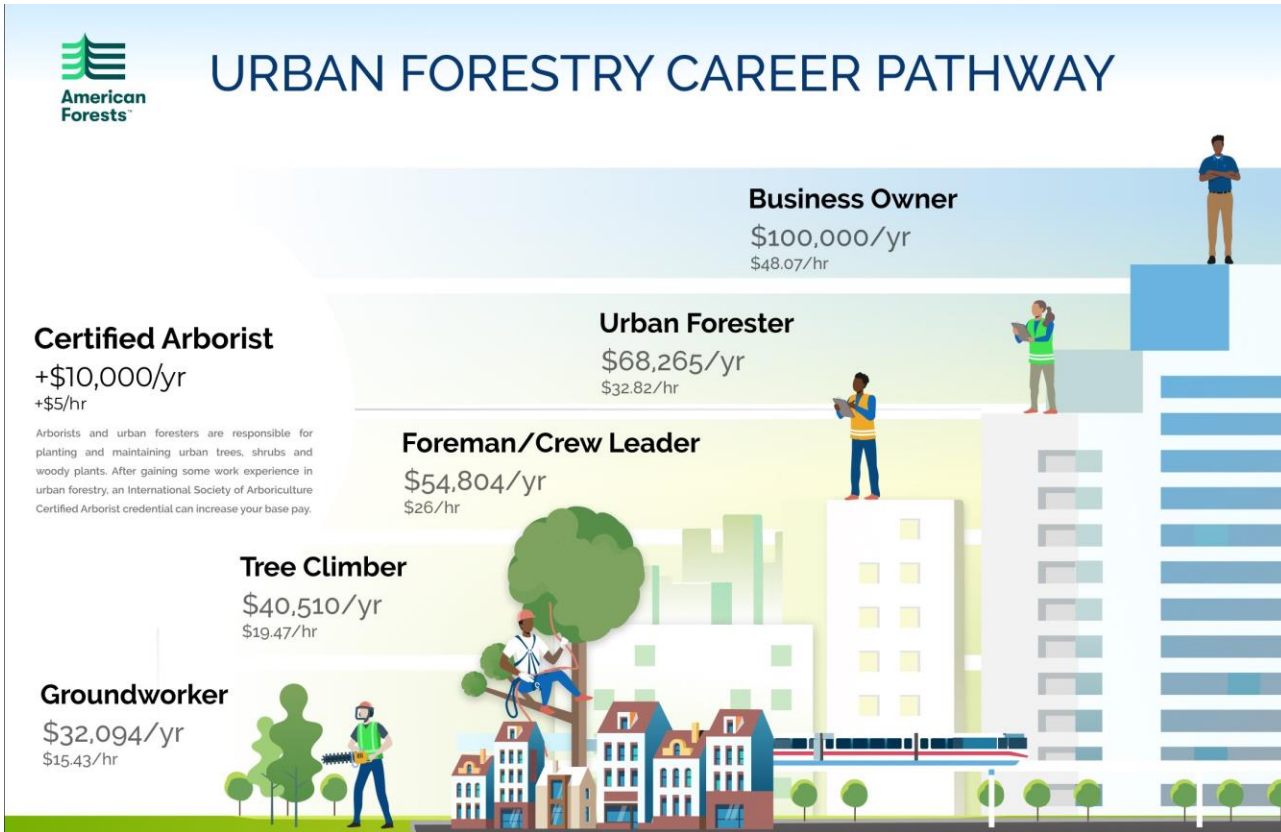 American
Forests™
URBAN FORESTRY CAREER PATHWAY
Business Owner
$100,000/yr
$48.07/hr
Urban Forester
$68,265/yr
$32.82/hr
Certified Arborist
+$10,000/yr
+$5/hr
Arborists and urban foresters are responsible for
planting and maintaining urban trees, shrubs and
woody plants. After gaining some work experience in
urban forestry, an International Society of Arboriculture
Certified Arborist credential can increase your base pay.
Foreman/Crew Leader
$54,804/yr
$26/hr
Tree Climber
$40,510/yr
$19.47/hr
Groundworker
$32,094/yr
$15.43/hr